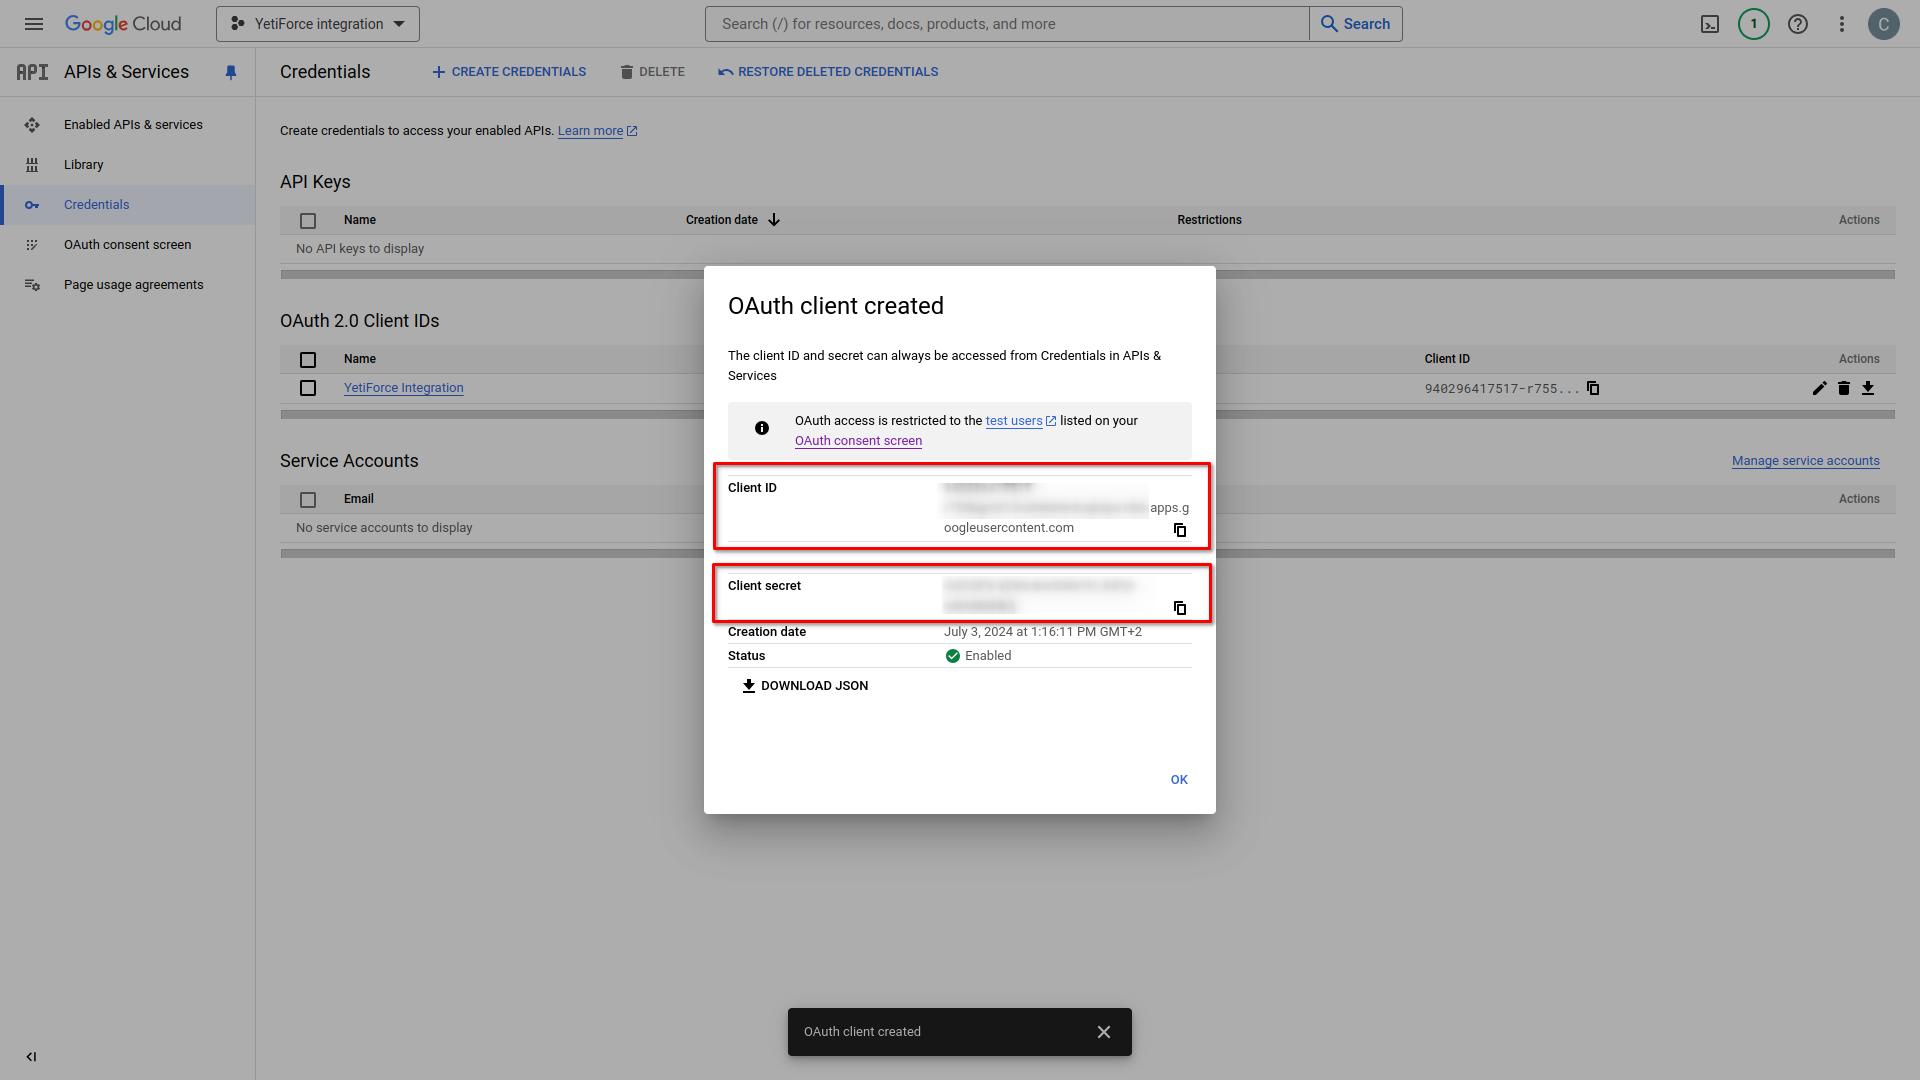 Google Cloud
YetiForce integration
Search (/) for resources, docs, products, and more
Search
1
C
API
APIs & Services
Credentials
CREATE CREDENTIALS
DELETE
RESTORE DELETED CREDENTIALS
Enabled APIs & services
Library
Credentials
OAuth consent screen
Page usage agreements
Create credentials to access your enabled APIs. Learn more
API Keys
Name Creation date Restrictions Actions
No API keys to display
OAuth 2.0 Client IDs
Name Client ID Actions
YetiForce Integration 940296417517-r755...
Service Accounts
Manage service accounts
Email Actions
No service accounts to display
OAuth client created
The client ID and secret can always be accessed from Credentials in APIs &
Services
OAuth access is restricted to the test users listed on your
OAuth consent screen
Client ID
apps.g
oogleusercontent.com
Client secret
Creation date July 3, 2024 at 1:16:11 PM GMT+2
Status Enabled
DOWNLOAD JSON
OK
OAuth client created